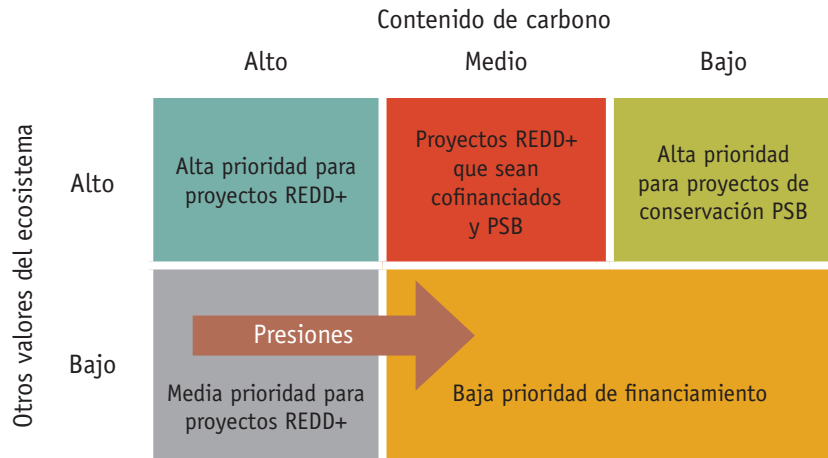 Contenido de carbono
Alto
Medio
Bajo
Otros valores del ecosistema
Alto
Alta prioridad para
proyectos REDD+
Proyectos REDD+
que sean
cofinanciados
y PSB
Alta prioridad
para proyectos de
conservación PSB
Bajo
Presiones
Media prioridad para
proyectos REDD+
Baja prioridad de financiamiento